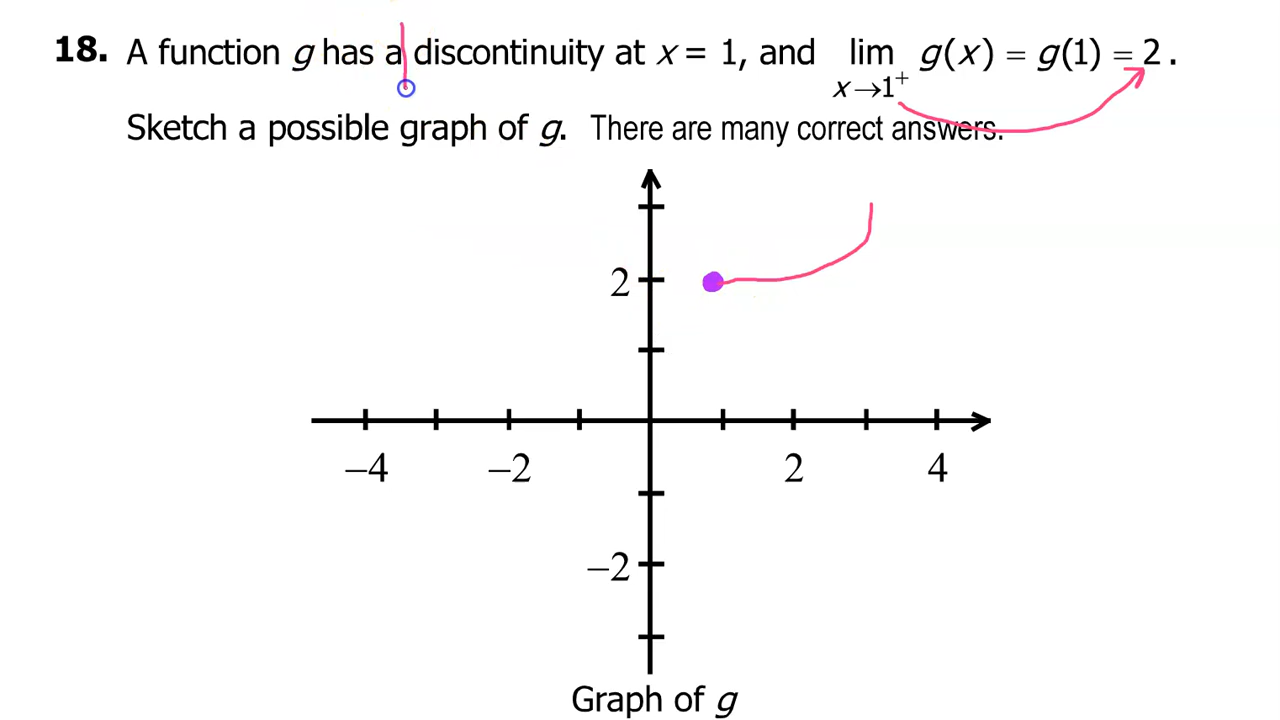 18. A function g has a discontinuity at x = 1, and lim g(x) = g(1) = 2.
x→1⁺
Sketch a possible graph of g. There are many correct answers.
2
−4 −2 2 4
−2
Graph of g